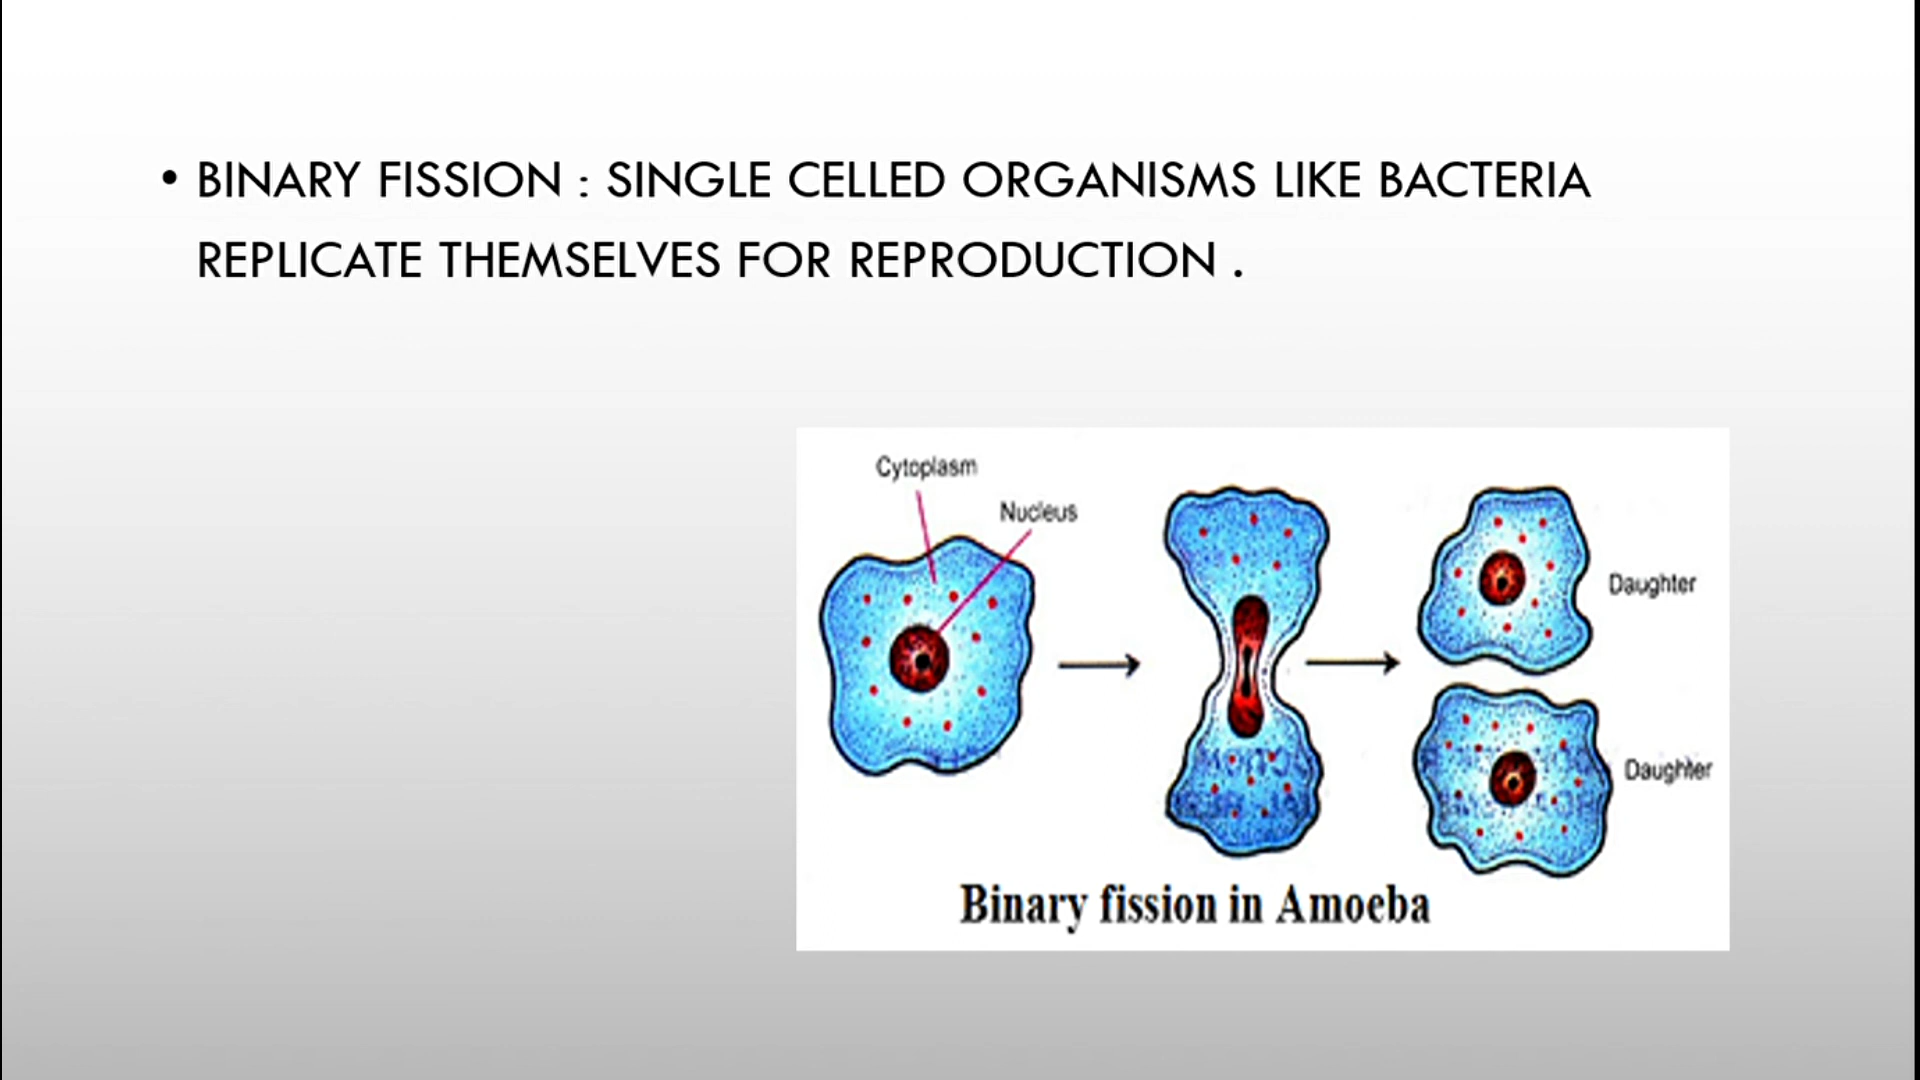 • BINARY FISSION : SINGLE CELLED ORGANISMS LIKE BACTERIA
REPLICATE THEMSELVES FOR REPRODUCTION .
Cytoplasm
Nucleus
Daughter
Daughter
Binary fission in Amoeba